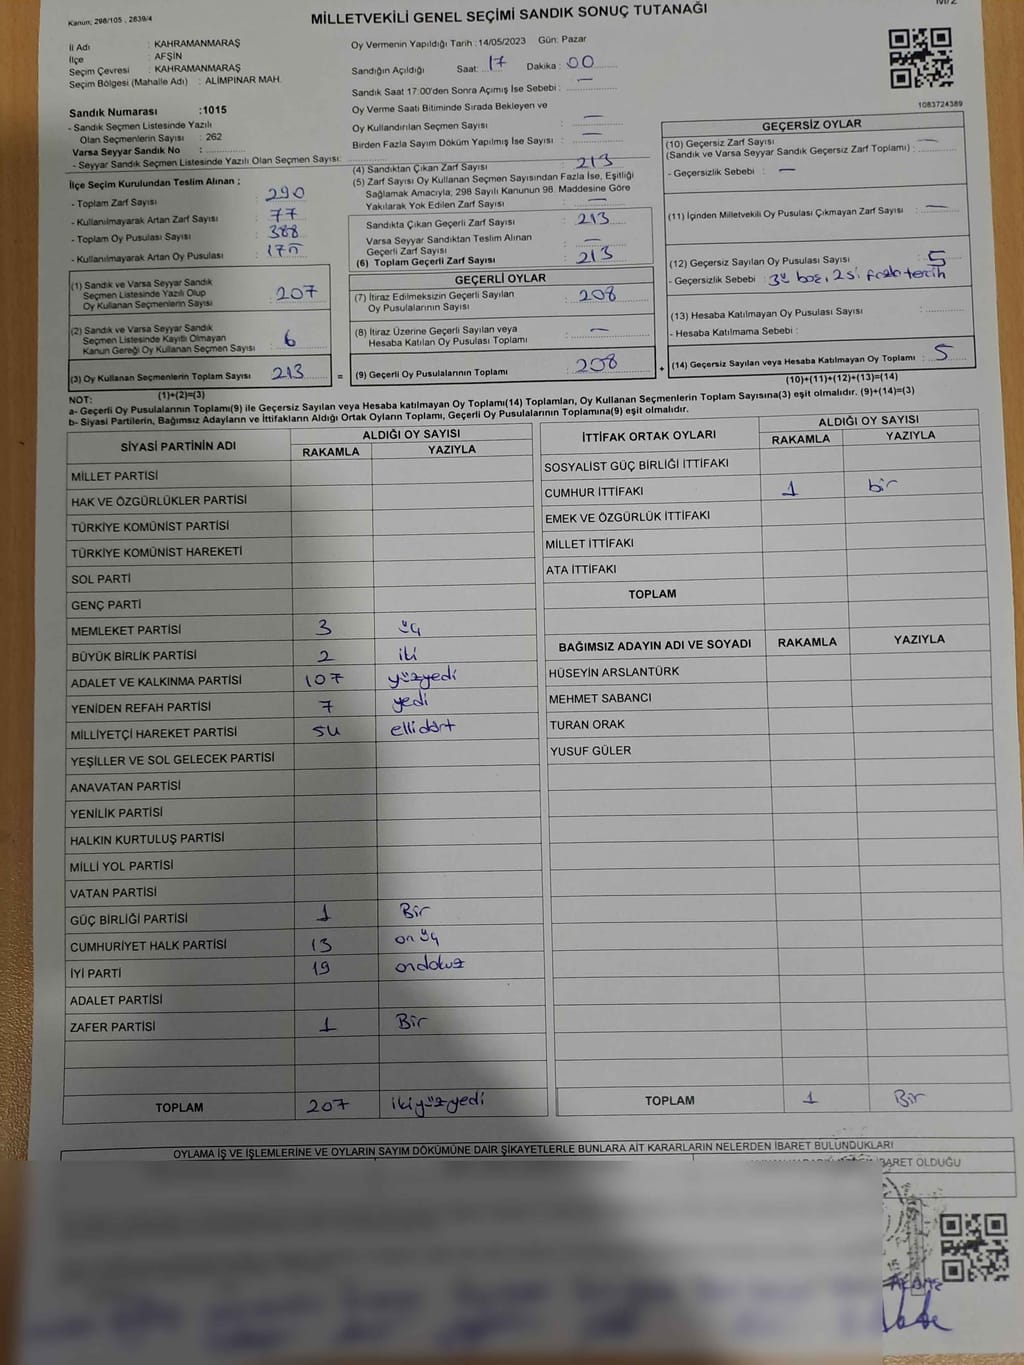 Kanun; 298/105 , 2839/4
MİLLETVEKİLİ GENEL SEÇİMİ SANDIK SONUÇ TUTANAĞI
İl Adı : KAHRAMANMARAŞ
İlçe : AFŞİN
Seçim Çevresi : KAHRAMANMARAŞ
Seçim Bölgesi (Mahalle Adı) : ALİMPINAR MAH.
Oy Vermenin Yapıldığı Tarih : 14/05/2023 Gün: Pazar
Sandığın Açıldığı Saat: 17 Dakika : 00
Sandık Saat 17:00'den Sonra Açımış İse Sebebi : —
Oy Verme Saati Bitiminde Sırada Bekleyen ve
Oy Kullandırılan Seçmen Sayısı : —
Birden Fazla Sayım Döküm Yapılmış İse Sayısı : —
1083724389
Sandık Numarası :1015
- Sandık Seçmen Listesinde Yazılı
Olan Seçmenlerin Sayısı : 262
Varsa Seyyar Sandık No :
- Seyyar Sandık Seçmen Listesinde Yazılı Olan Seçmen Sayısı:
İlçe Seçim Kurulundan Teslim Alınan ;
- Toplam Zarf Sayısı : 290
- Kullanılmayarak Artan Zarf Sayısı : 77
- Toplam Oy Pusulası Sayısı : 388
- Kullanılmayarak Artan Oy Pusulası : 175
(1) Sandık ve Varsa Seyyar Sandık
Seçmen Listesinde Yazılı Olup
Oy Kullanan Seçmenlerin Sayısı : 207
(2) Sandık ve Varsa Seyyar Sandık
Seçmen Listesinde Kayıtlı Olmayan
Kanun Gereği Oy Kullanan Seçmen Sayısı : 6
(3) Oy Kullanan Seçmenlerin Toplam Sayısı : 213
(1)+(2)=(3)
(4) Sandıktan Çıkan Zarf Sayısı : 213
(5) Zarf Sayısı Oy Kullanan Seçmen Sayısından Fazla İse, Eşitliği
Sağlamak Amacıyla, 298 Sayılı Kanunun 98. Maddesine Göre
Yakılarak Yok Edilen Zarf Sayısı : —
Sandıkta Çıkan Geçerli Zarf Sayısı : 213
Varsa Seyyar Sandıktan Teslim Alınan
Geçerli Zarf Sayısı : —
(6) Toplam Geçerli Zarf Sayısı : 213
GEÇERLİ OYLAR
(7) İtiraz Edilmeksizin Geçerli Sayılan
Oy Pusulalarının Sayısı : 208
(8) İtiraz Üzerine Geçerli Sayılan veya
Hesaba Katılan Oy Pusulası Toplamı : —
= (9) Geçerli Oy Pusulalarının Toplamı : 208
GEÇERSİZ OYLAR
(10) Geçersiz Zarf Sayısı
(Sandık ve Varsa Seyyar Sandık Geçersiz Zarf Toplamı) : —
- Geçersizlik Sebebi : —
(11) İçinden Milletvekili Oy Pusulası Çıkmayan Zarf Sayısı : —
(12) Geçersiz Sayılan Oy Pusulası Sayısı : 5
- Geçersizlik Sebebi : 3ü boş, 2si fazla tercih
(13) Hesaba Katılmayan Oy Pusulası Sayısı :
- Hesaba Katılmama Sebebi :
+ (14) Geçersiz Sayılan veya Hesaba Katılmayan Oy Toplamı : 5
(10)+(11)+(12)+(13)=(14)
NOT:
a- Geçerli Oy Pusulalarının Toplamı(9) ile Geçersiz Sayılan veya Hesaba katılmayan Oy Toplamı(14) Toplamları, Oy Kullanan Seçmenlerin Toplam Sayısına(3) eşit olmalıdır. (9)+(14)=(3)
b- Siyasi Partilerin, Bağımsız Adayların ve İttifakların Aldığı Ortak Oyların Toplamı, Geçerli Oy Pusulalarının Toplamına(9) eşit olmalıdır.
SİYASİ PARTİNİN ADI ALDIĞI OY SAYISI
RAKAMLA YAZIYLA
MİLLET PARTİSİ
HAK VE ÖZGÜRLÜKLER PARTİSİ
TÜRKİYE KOMÜNİST PARTİSİ
TÜRKİYE KOMÜNİST HAREKETİ
SOL PARTİ
GENÇ PARTİ
MEMLEKET PARTİSİ 3 üç
BÜYÜK BİRLİK PARTİSİ 2 iki
ADALET VE KALKINMA PARTİSİ 107 yüzyedi
YENİDEN REFAH PARTİSİ 7 yedi
MİLLİYETÇİ HAREKET PARTİSİ 54 ellidört
YEŞİLLER VE SOL GELECEK PARTİSİ
ANAVATAN PARTİSİ
YENİLİK PARTİSİ
HALKIN KURTULUŞ PARTİSİ
MİLLİ YOL PARTİSİ
VATAN PARTİSİ
GÜÇ BİRLİĞİ PARTİSİ 1 Bir
CUMHURİYET HALK PARTİSİ 13 onüç
İYİ PARTİ 19 ondokuz
ADALET PARTİSİ
ZAFER PARTİSİ 1 Bir
TOPLAM 207 ikiyüzyedi
İTTİFAK ORTAK OYLARI ALDIĞI OY SAYISI
RAKAMLA YAZIYLA
SOSYALİST GÜÇ BİRLİĞİ İTTİFAKI
CUMHUR İTTİFAKI 1 bir
EMEK VE ÖZGÜRLÜK İTTİFAKI
MİLLET İTTİFAKI
ATA İTTİFAKI
TOPLAM
BAĞIMSIZ ADAYIN ADI VE SOYADI RAKAMLA YAZIYLA
HÜSEYİN ARSLANTÜRK
MEHMET SABANCI
TURAN ORAK
YUSUF GÜLER
TOPLAM 1 Bir
OYLAMA İŞ VE İŞLEMLERİNE VE OYLARIN SAYIM DÖKÜMÜNE DAİR ŞİKAYETLERLE BUNLARA AİT KARARLARIN NELERDEN İBARET BULUNDUKLARI
OLDUĞU